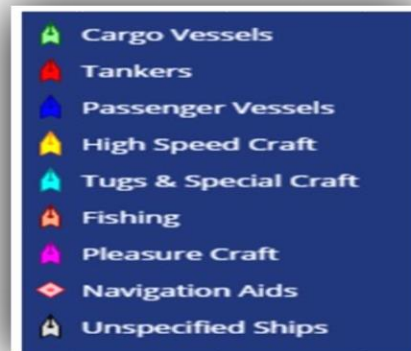 Cargo Vessels
Tankers
Passenger Vessels
High Speed Craft
Tugs & Special Craft
Fishing
Pleasure Craft
Navigation Aids
Unspecified Ships